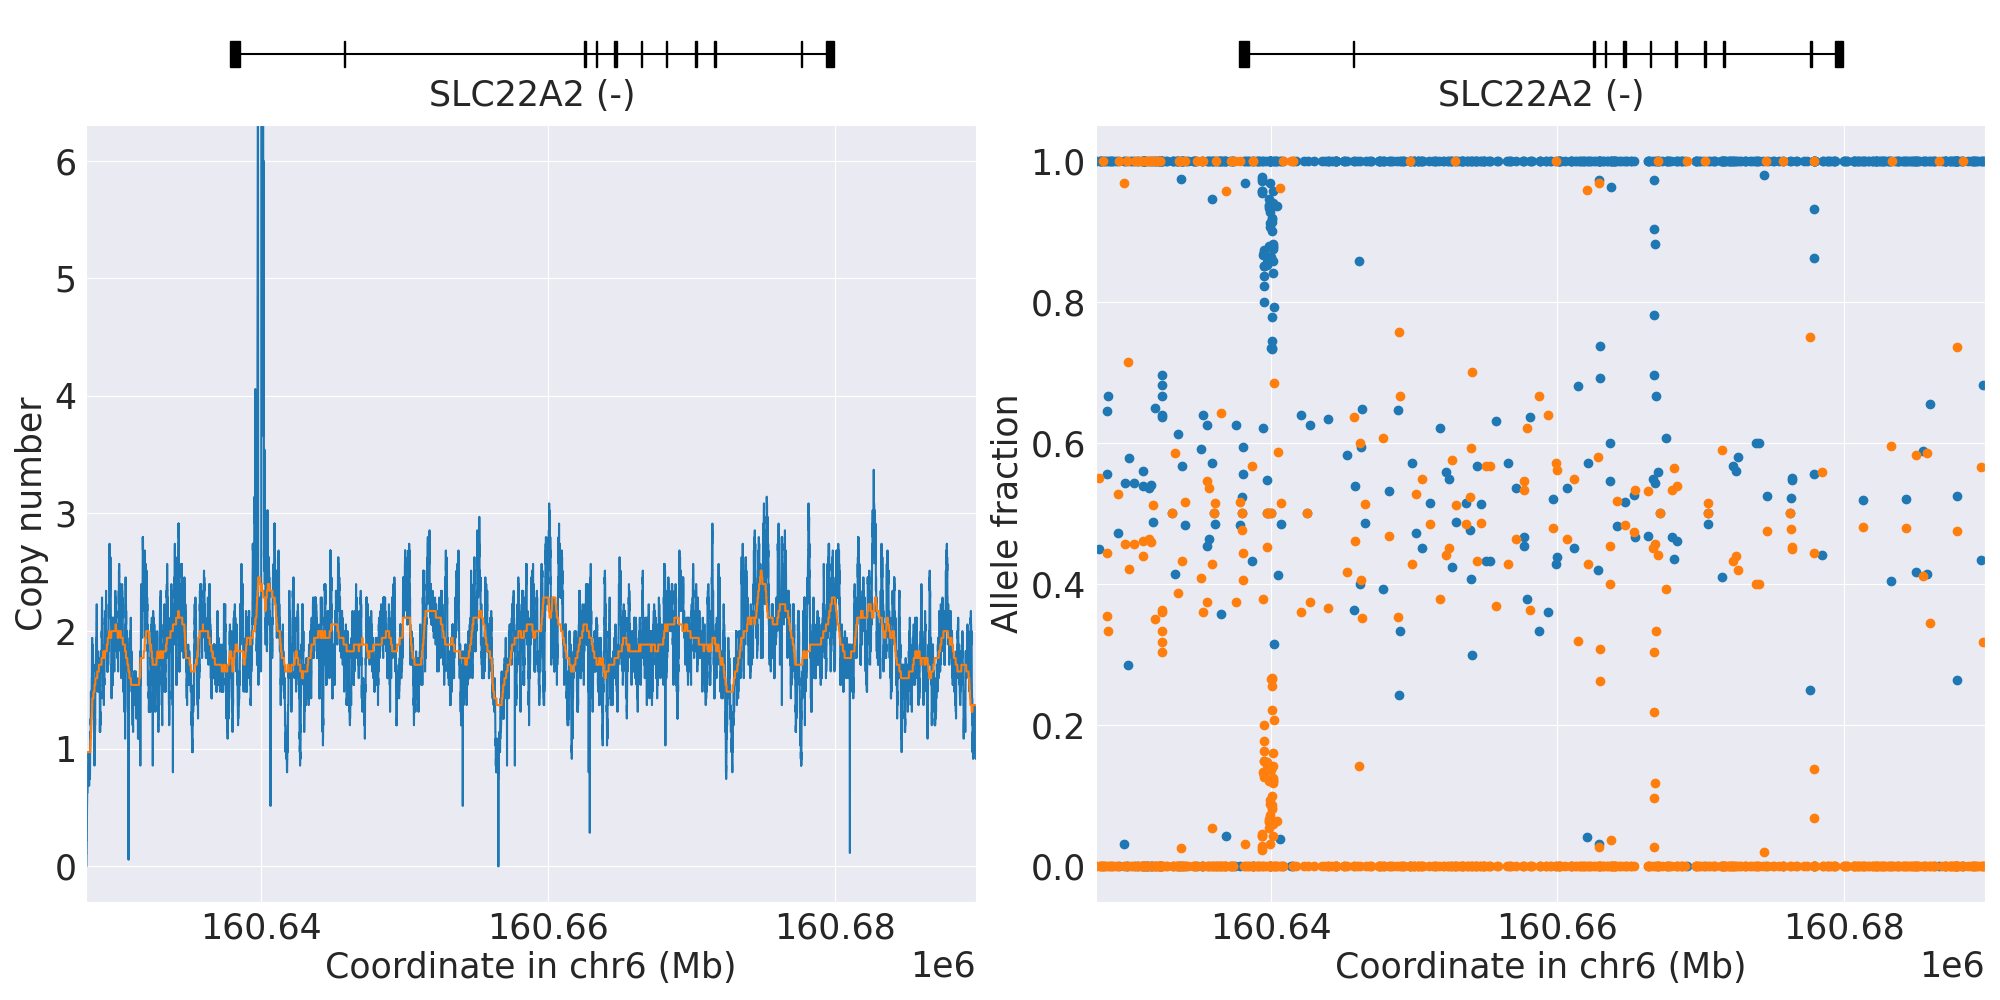 SLC22A2 (-)
6
5
4
3
2
1
0
Copy number
160.64 160.66 160.68
Coordinate in chr6 (Mb)
1e6
SLC22A2 (-)
1.0
0.8
0.6
0.4
0.2
0.0
Allele fraction
160.64 160.66 160.68
Coordinate in chr6 (Mb)
1e6